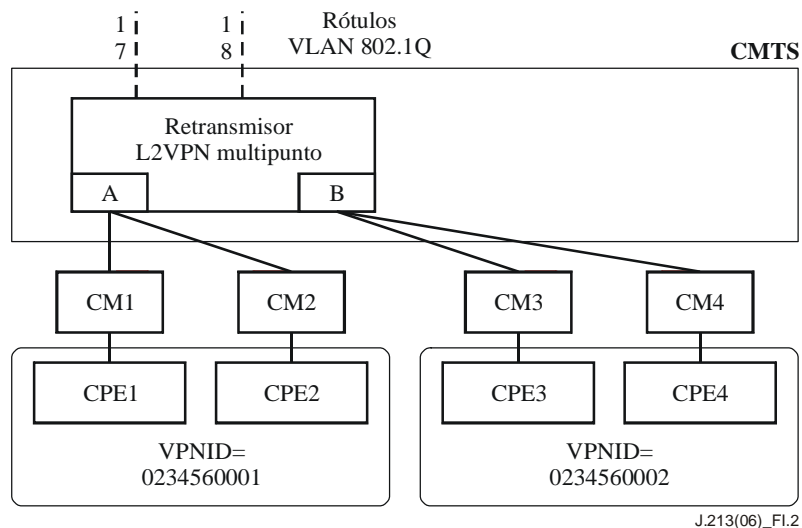 1
7
1
8
Rótulos
VLAN 802.1Q
CMTS
Retransmisor
L2VPN multipunto
A
B
CM1
CM2
CM3
CM4
CPE1
CPE2
CPE3
CPE4
VPNID=
0234560001
VPNID=
0234560002
J.213(06)_FI.2